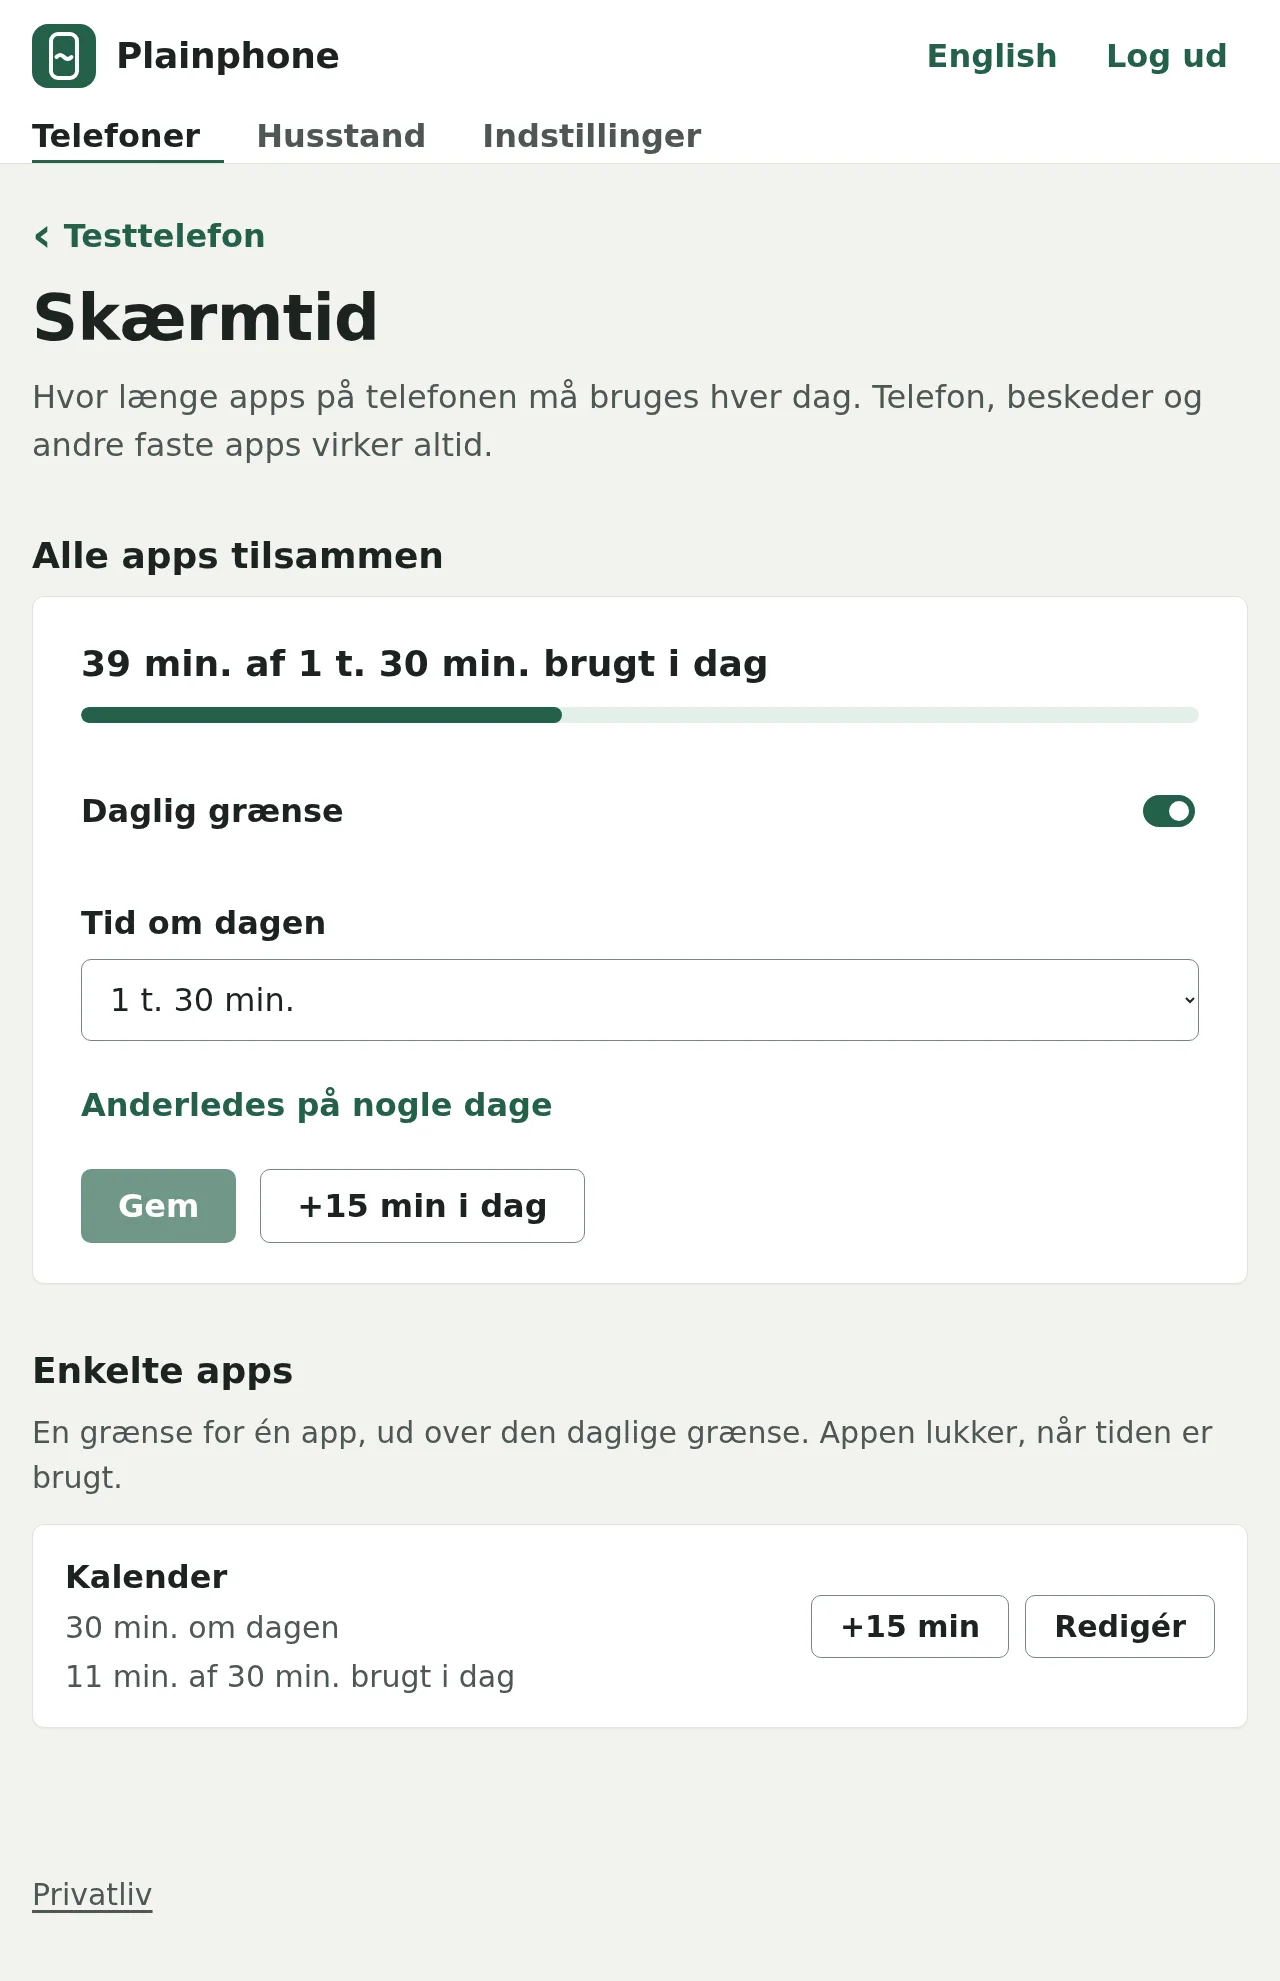 Plainphone
English
Log ud
Telefoner
Husstand
Indstillinger
‹ Testtelefon
Skærmtid
Hvor længe apps på telefonen må bruges hver dag. Telefon, beskeder og
andre faste apps virker altid.
Alle apps tilsammen
39 min. af 1 t. 30 min. brugt i dag
Daglig grænse
Tid om dagen
1 t. 30 min.
Anderledes på nogle dage
Gem
+15 min i dag
Enkelte apps
En grænse for én app, ud over den daglige grænse. Appen lukker, når tiden er
brugt.
Kalender
30 min. om dagen
11 min. af 30 min. brugt i dag
+15 min
Redigér
Privatliv